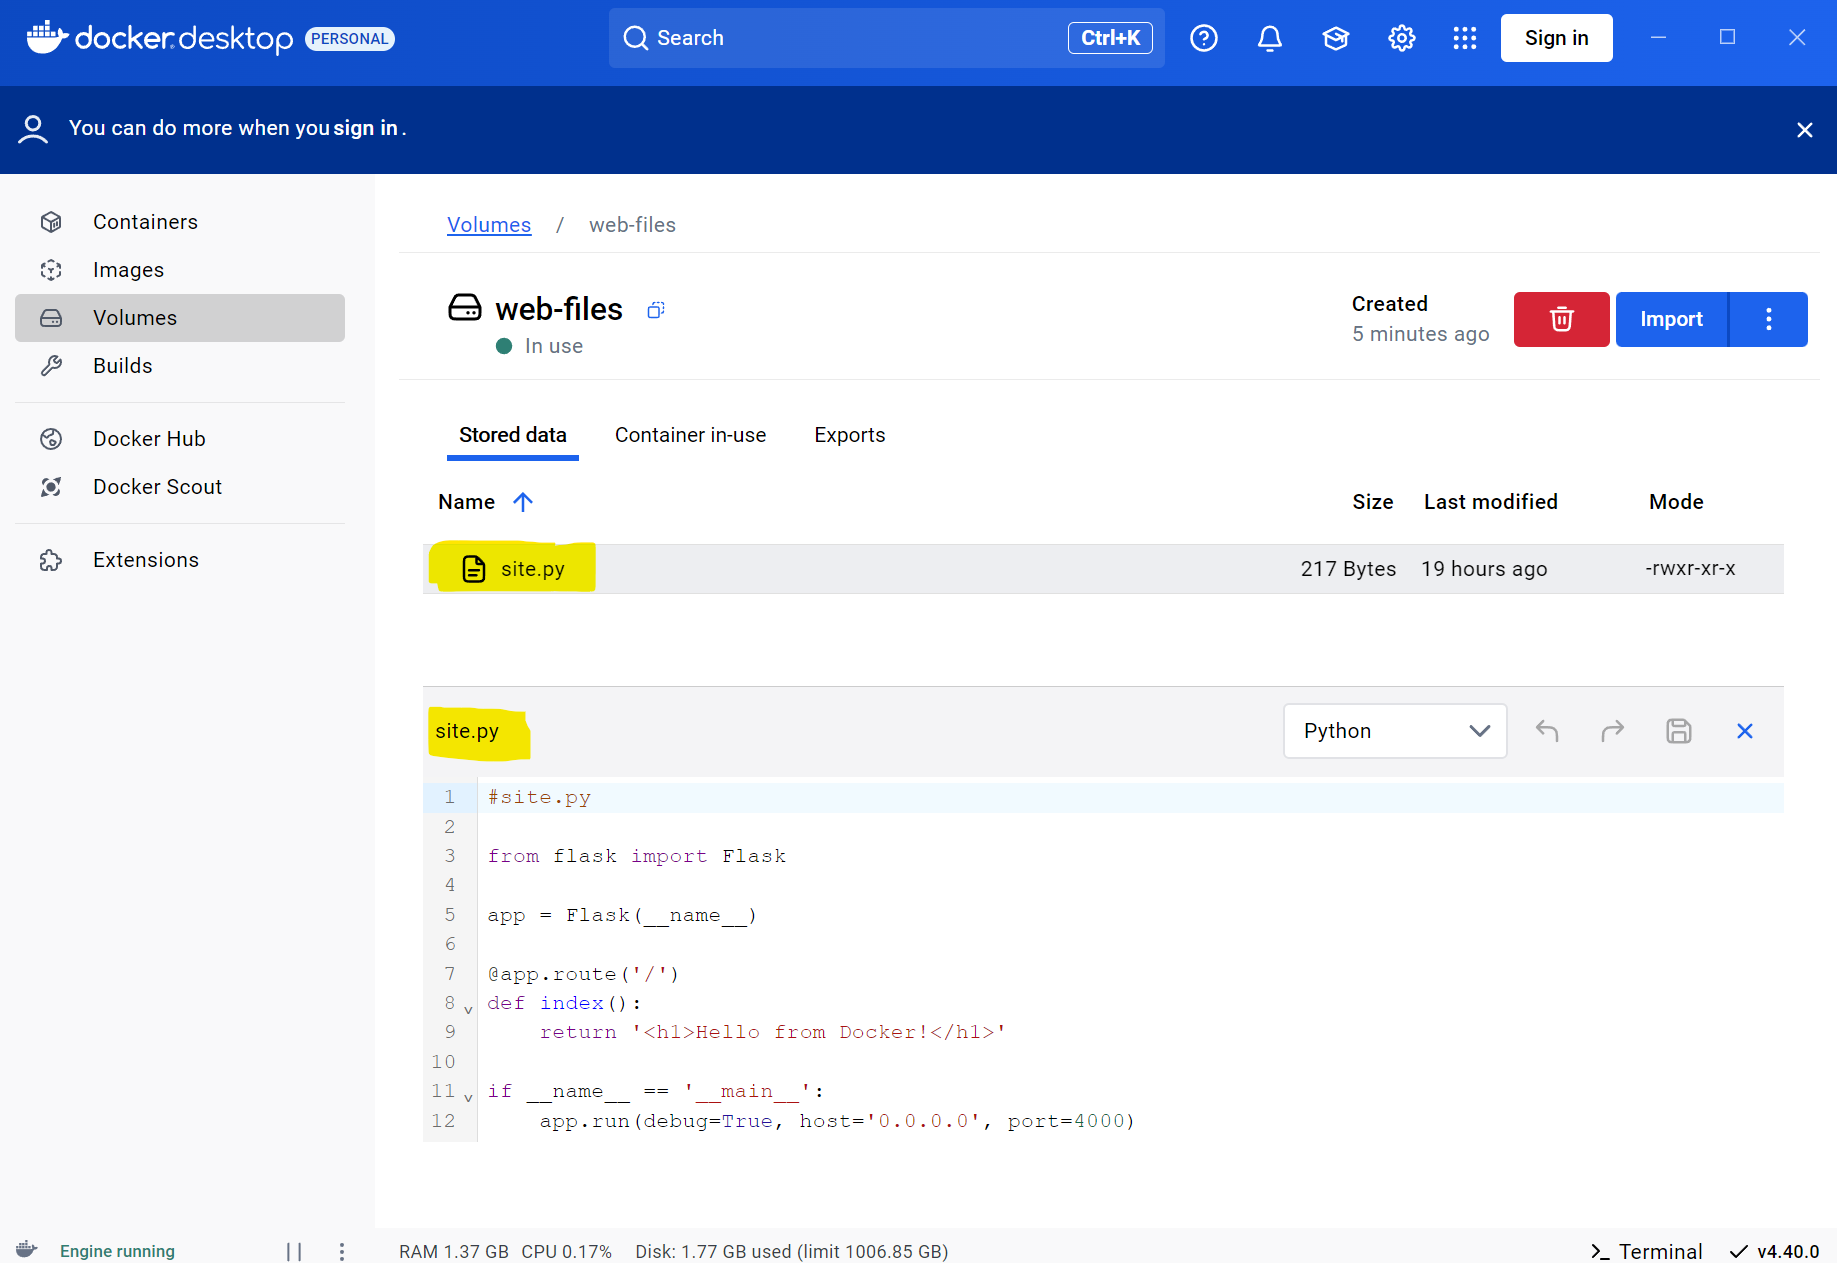 docker.desktop PERSONAL
Search Ctrl+K
Sign in
You can do more when you sign in.
Containers
Images
Volumes
Builds
Docker Hub
Docker Scout
Extensions
Volumes / web-files
web-files
In use
Created
5 minutes ago
Import
Stored data Container in-use Exports
Name Size Last modified Mode
site.py 217 Bytes 19 hours ago -rwxr-xr-x
site.py Python
1 #site.py
2
3 from flask import Flask
4
5 app = Flask(__name__)
6
7 @app.route('/')
8 def index():
9     return '<h1>Hello from Docker!</h1>'
10
11 if __name__ == '__main__':
12     app.run(debug=True, host='0.0.0.0', port=4000)
Engine running
RAM 1.37 GB CPU 0.17% Disk: 1.77 GB used (limit 1006.85 GB)
Terminal
v4.40.0